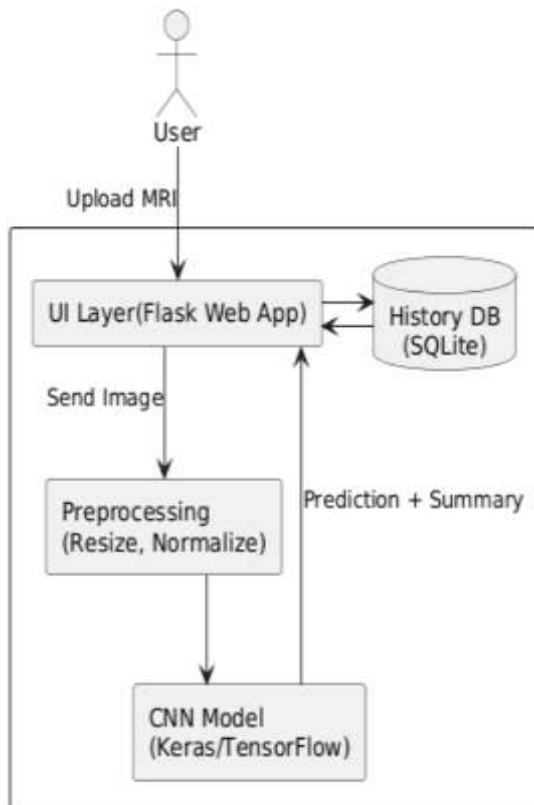 User
Upload MRI
UI Layer(Flask Web App)
History DB
(SQLite)
Send Image
Preprocessing
(Resize, Normalize)
Prediction + Summary
CNN Model
(Keras/TensorFlow)